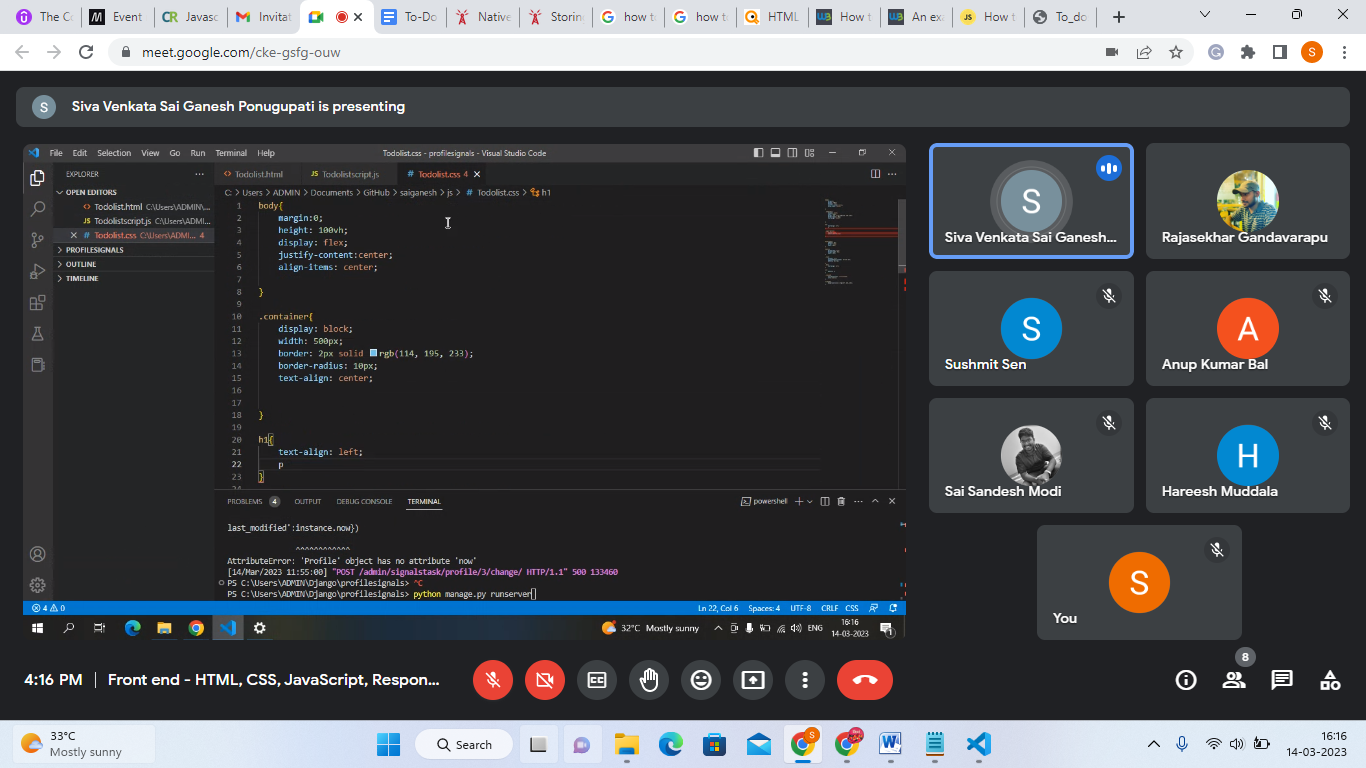 The Co
Event
Javasc
Invitat
To-Do
Native
Storin
how t
how t
HTML
How t
An exa
How t
To_do
meet.google.com/cke-gsfg-ouw
S
S Siva Venkata Sai Ganesh Ponugupati is presenting
File Edit Selection View Go Run Terminal Help
Todolist.css - profilesignals - Visual Studio Code
EXPLORER
OPEN EDITORS
Todolist.html C:\Users\ADMIN\...
JS Todolistscript.js C:\Users\AD...
# Todolist.css C:\Users\ADMI... 4
PROFILESIGNALS
OUTLINE
TIMELINE
<> Todolist.html
JS Todolistscript.js
# Todolist.css 4
C: > Users > ADMIN > Documents > GitHub > saiganesh > js > # Todolist.css > h1
1 body{
2 margin:0;
3 height: 100vh;
4 display: flex;
5 justify-content:center;
6 align-items: center;
7
8 }
9
10 .container{
11 display: block;
12 width: 500px;
13 border: 2px solid rgb(114, 195, 233);
14 border-radius: 10px;
15 text-align: center;
16
17
18 }
19
20 h1{
21 text-align: left;
22 p
23 }
PROBLEMS 4 OUTPUT DEBUG CONSOLE TERMINAL
powershell
last_modified':instance.now})
^^^^^^^^^^^^
AttributeError: 'Profile' object has no attribute 'now'
[14/Mar/2023 11:55:00] "POST /admin/signalstask/profile/3/change/ HTTP/1.1" 500 133460
PS C:\Users\ADMIN\Django\profilesignals> ^C
PS C:\Users\ADMIN\Django\profilesignals> python manage.py runserver
4 0
Ln 22, Col 6 Spaces: 4 UTF-8 CRLF CSS
32°C Mostly sunny
ENG
16:16
14-03-2023
1
S
Siva Venkata Sai Ganesh...
Rajasekhar Gandavarapu
S
Sushmit Sen
A
Anup Kumar Bal
Sai Sandesh Modi
H
Hareesh Muddala
S
You
4:16 PM | Front end - HTML, CSS, JavaScript, Respon...
8
33°C
Mostly sunny
Search
16:16
14-03-2023